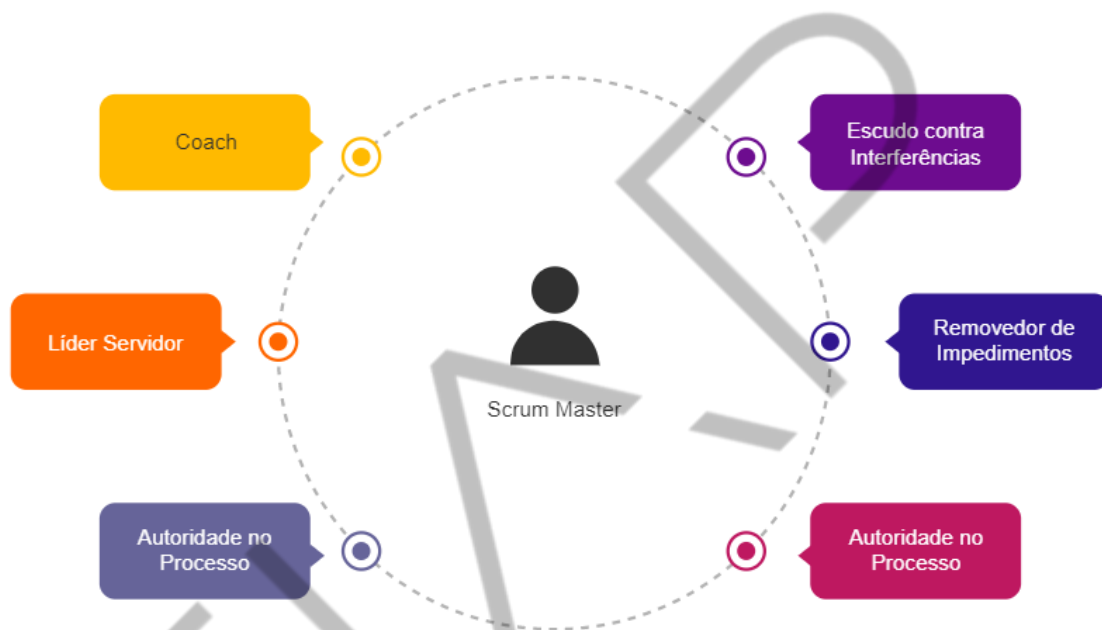 Coach
Escudo contra
Interferências
Líder Servidor
Removedor de
Impedimentos
Scrum Master
Autoridade no
Processo
Autoridade no
Processo